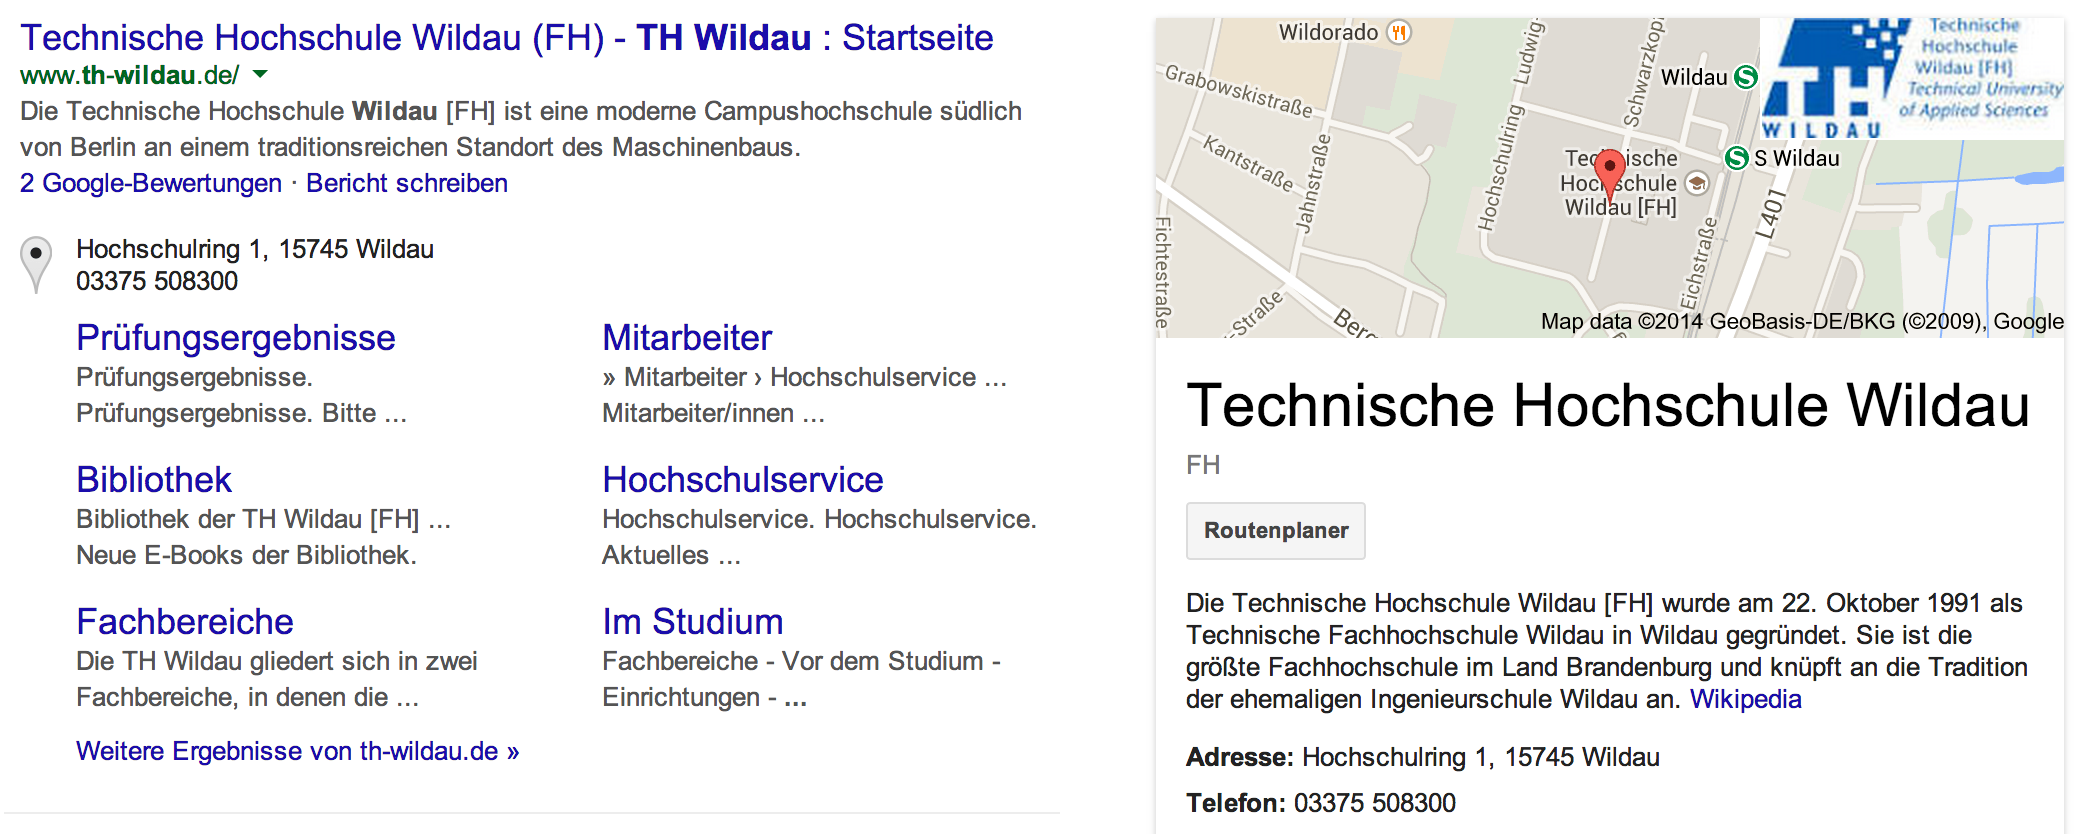 Technische Hochschule Wildau (FH) - TH Wildau : Startseite
www.th-wildau.de/
Die Technische Hochschule Wildau [FH] ist eine moderne Campushochschule südlich
von Berlin an einem traditionsreichen Standort des Maschinenbaus.
2 Google-Bewertungen · Bericht schreiben
Hochschulring 1, 15745 Wildau
03375 508300
Prüfungsergebnisse
Prüfungsergebnisse.
Prüfungsergebnisse. Bitte ...
Mitarbeiter
» Mitarbeiter › Hochschulservice ...
Mitarbeiter/innen ...
Bibliothek
Bibliothek der TH Wildau [FH] ...
Neue E-Books der Bibliothek.
Hochschulservice
Hochschulservice. Hochschulservice.
Aktuelles ...
Fachbereiche
Die TH Wildau gliedert sich in zwei
Fachbereiche, in denen die ...
Im Studium
Fachbereiche - Vor dem Studium -
Einrichtungen - ...
Weitere Ergebnisse von th-wildau.de »
Wildorado
Grabowskistraße
Kantstraße
Jahnstraße
Fichtestraße
-Straße
Berg
Hochschulring
Ludwig-
Schwarzkopf
Eichstraße
L401
Wildau
S Wildau
Technische
Hochschule
Wildau [FH]
TH
WILDAU
Technische
Hochschule
Wildau [FH]
Technical University
of Applied Sciences
Map data ©2014 GeoBasis-DE/BKG (©2009), Google
Technische Hochschule Wildau
FH
Routenplaner
Die Technische Hochschule Wildau [FH] wurde am 22. Oktober 1991 als
Technische Fachhochschule Wildau in Wildau gegründet. Sie ist die
größte Fachhochschule im Land Brandenburg und knüpft an die Tradition
der ehemaligen Ingenieurschule Wildau an. Wikipedia
Adresse: Hochschulring 1, 15745 Wildau
Telefon: 03375 508300